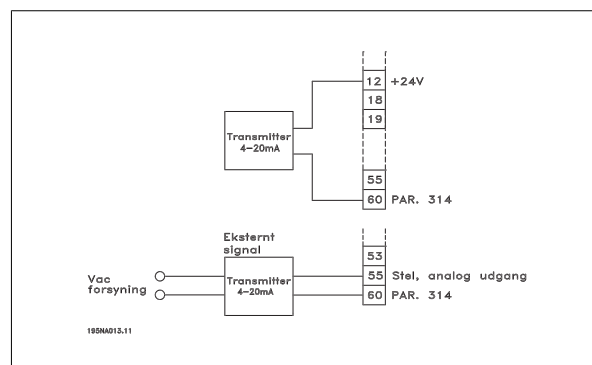 12 +24V
18
19
Transmitter
4-20mA
55
60 PAR. 314
Eksternt
signal
53
Vac
forsyning
Transmitter
4-20mA
55 Stel, analog udgang
60 PAR. 314
195NA013.11